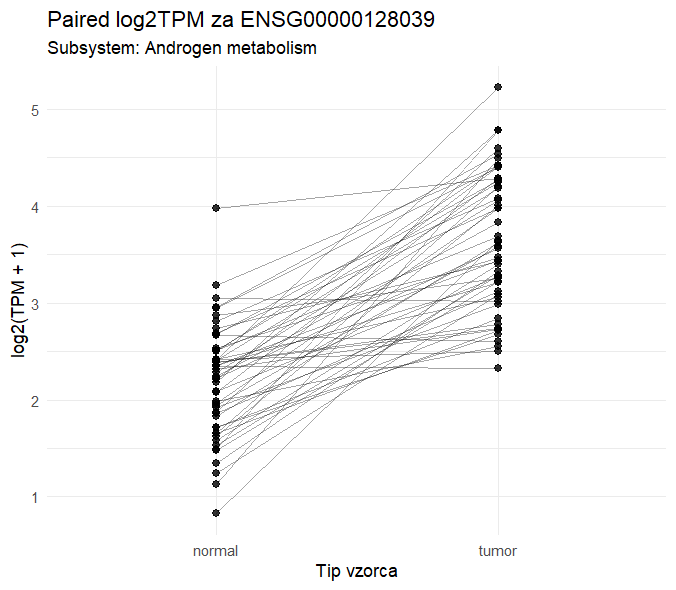 Paired log2TPM za ENSG00000128039
Subsystem: Androgen metabolism
log2(TPM + 1)
5
4
3
2
1
normal tumor
Tip vzorca